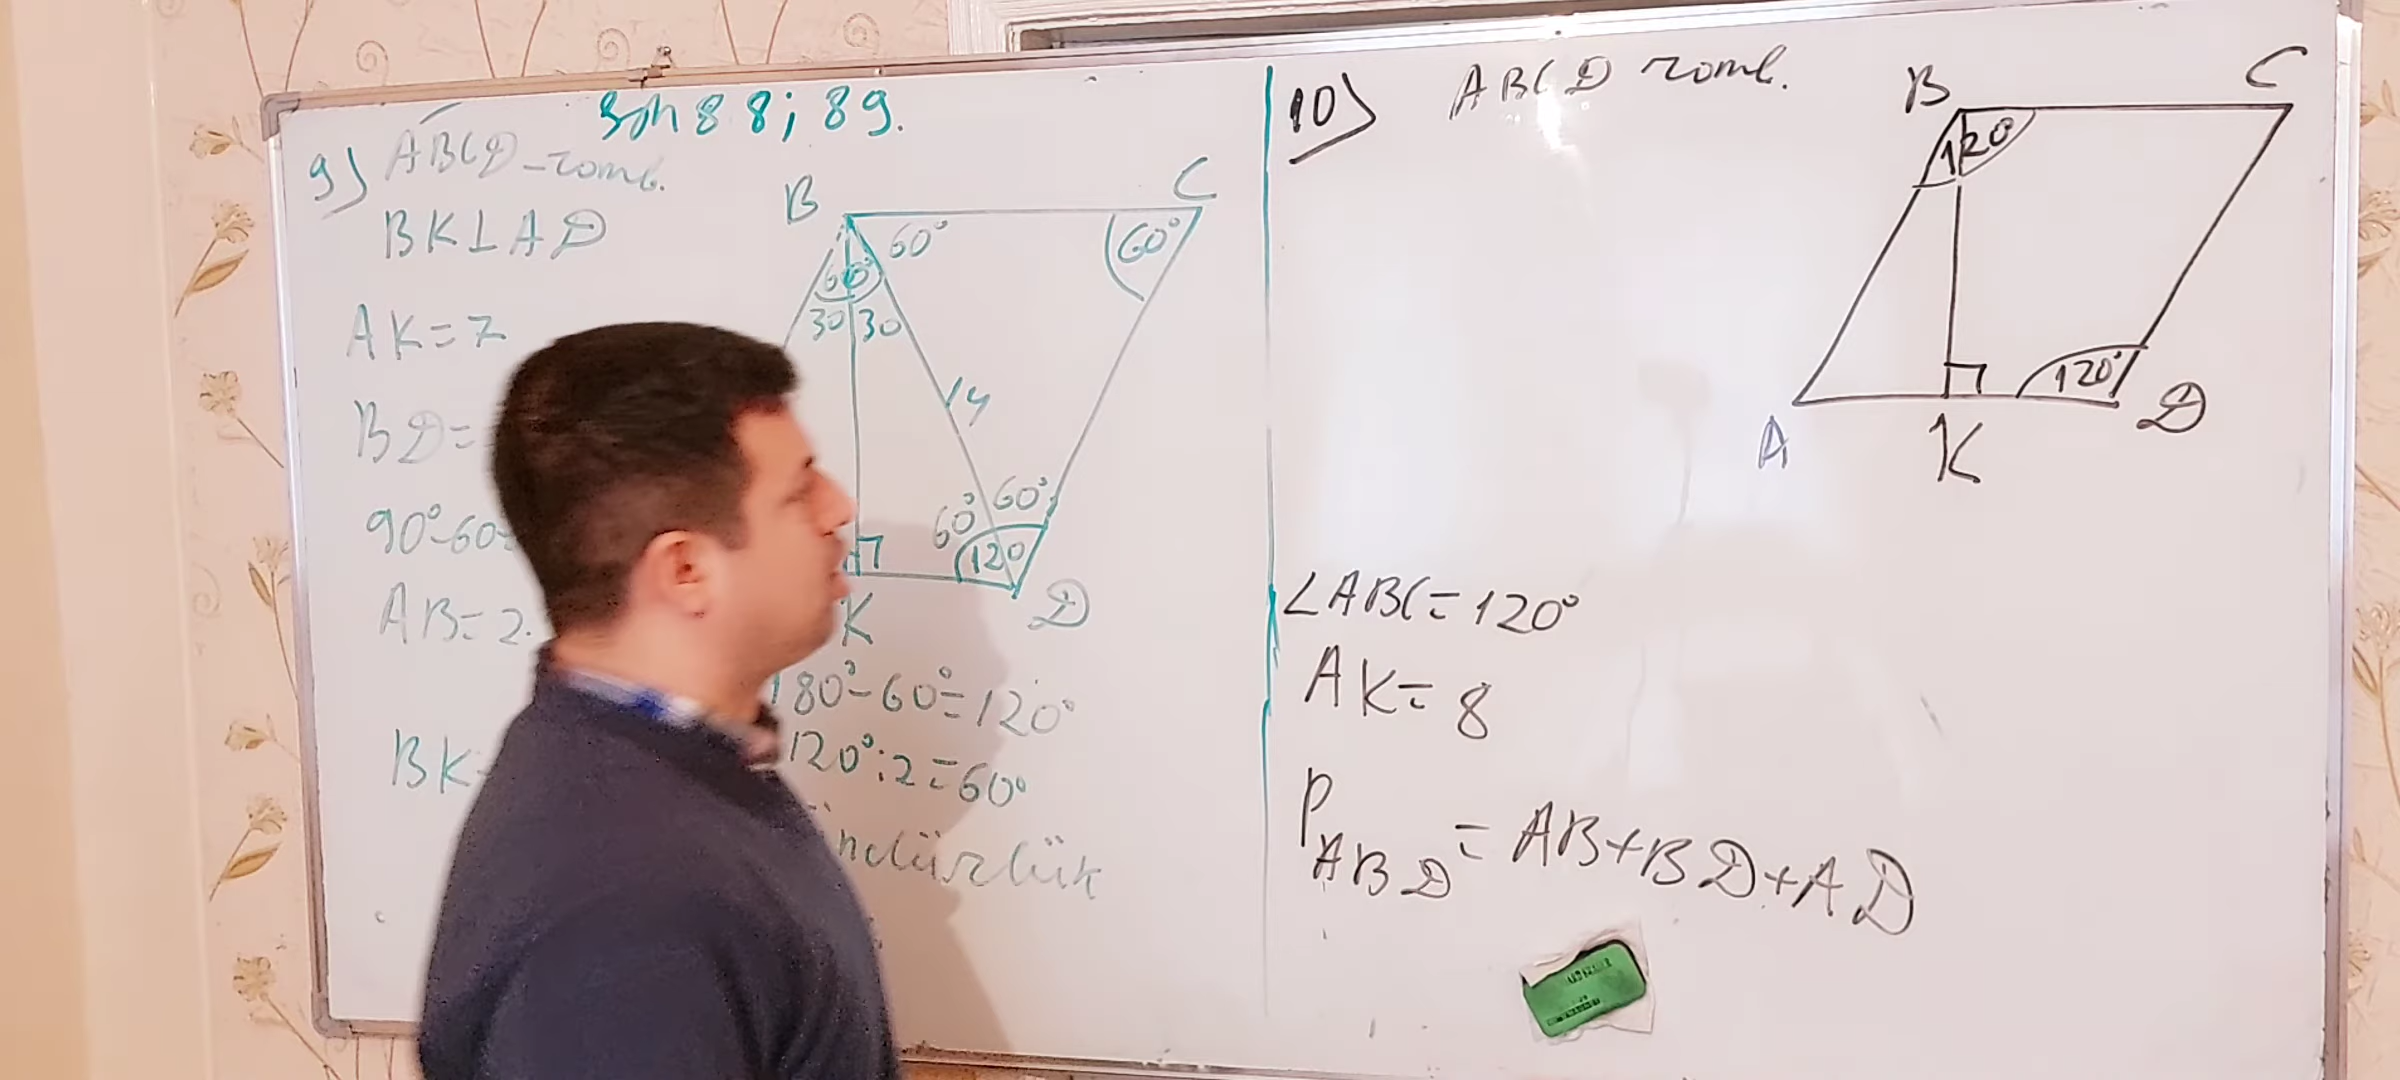 Səh 88; 89.
9) ABCD - romb.
BK⊥AD
AK=7
BD=
90°-60=
AB=2.
BK-
B C
60° 60°
60°
30 30
14
60° 60°
120
K D
180°-60°=120°
120°:2=60°
ndürlük
10) ABCD romb.
B C
120°
120°
A K D
∠ABC=120°
AK=8
P ABD = AB+BD+AD